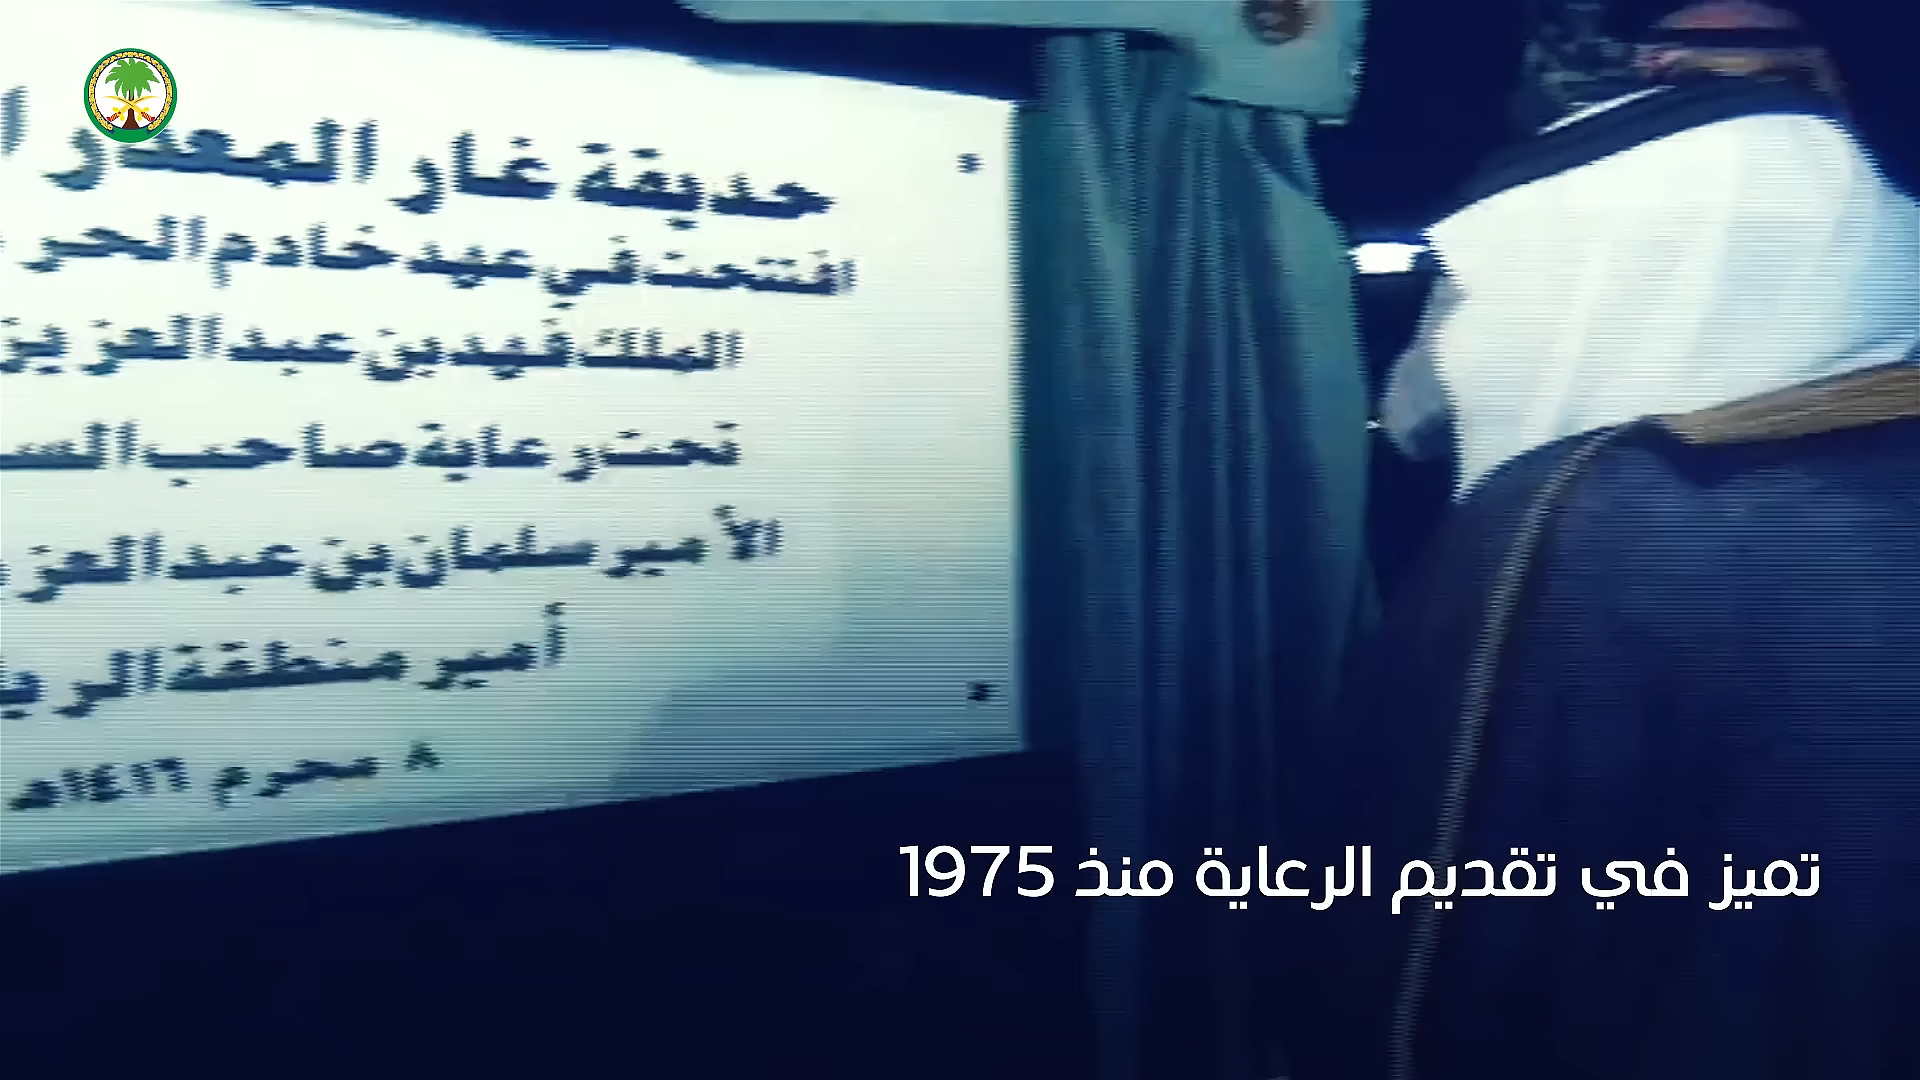 حديقة غار المعذر
افتتحت في عهد خادم الحر
الملك فهد بن عبد العزيز
تحت رعاية صاحب الس
الأمير سلمان بن عبد العز
أمير منطقة الري
٨ محرم ١٤١٦هـ
تميز في تقديم الرعاية منذ 1975